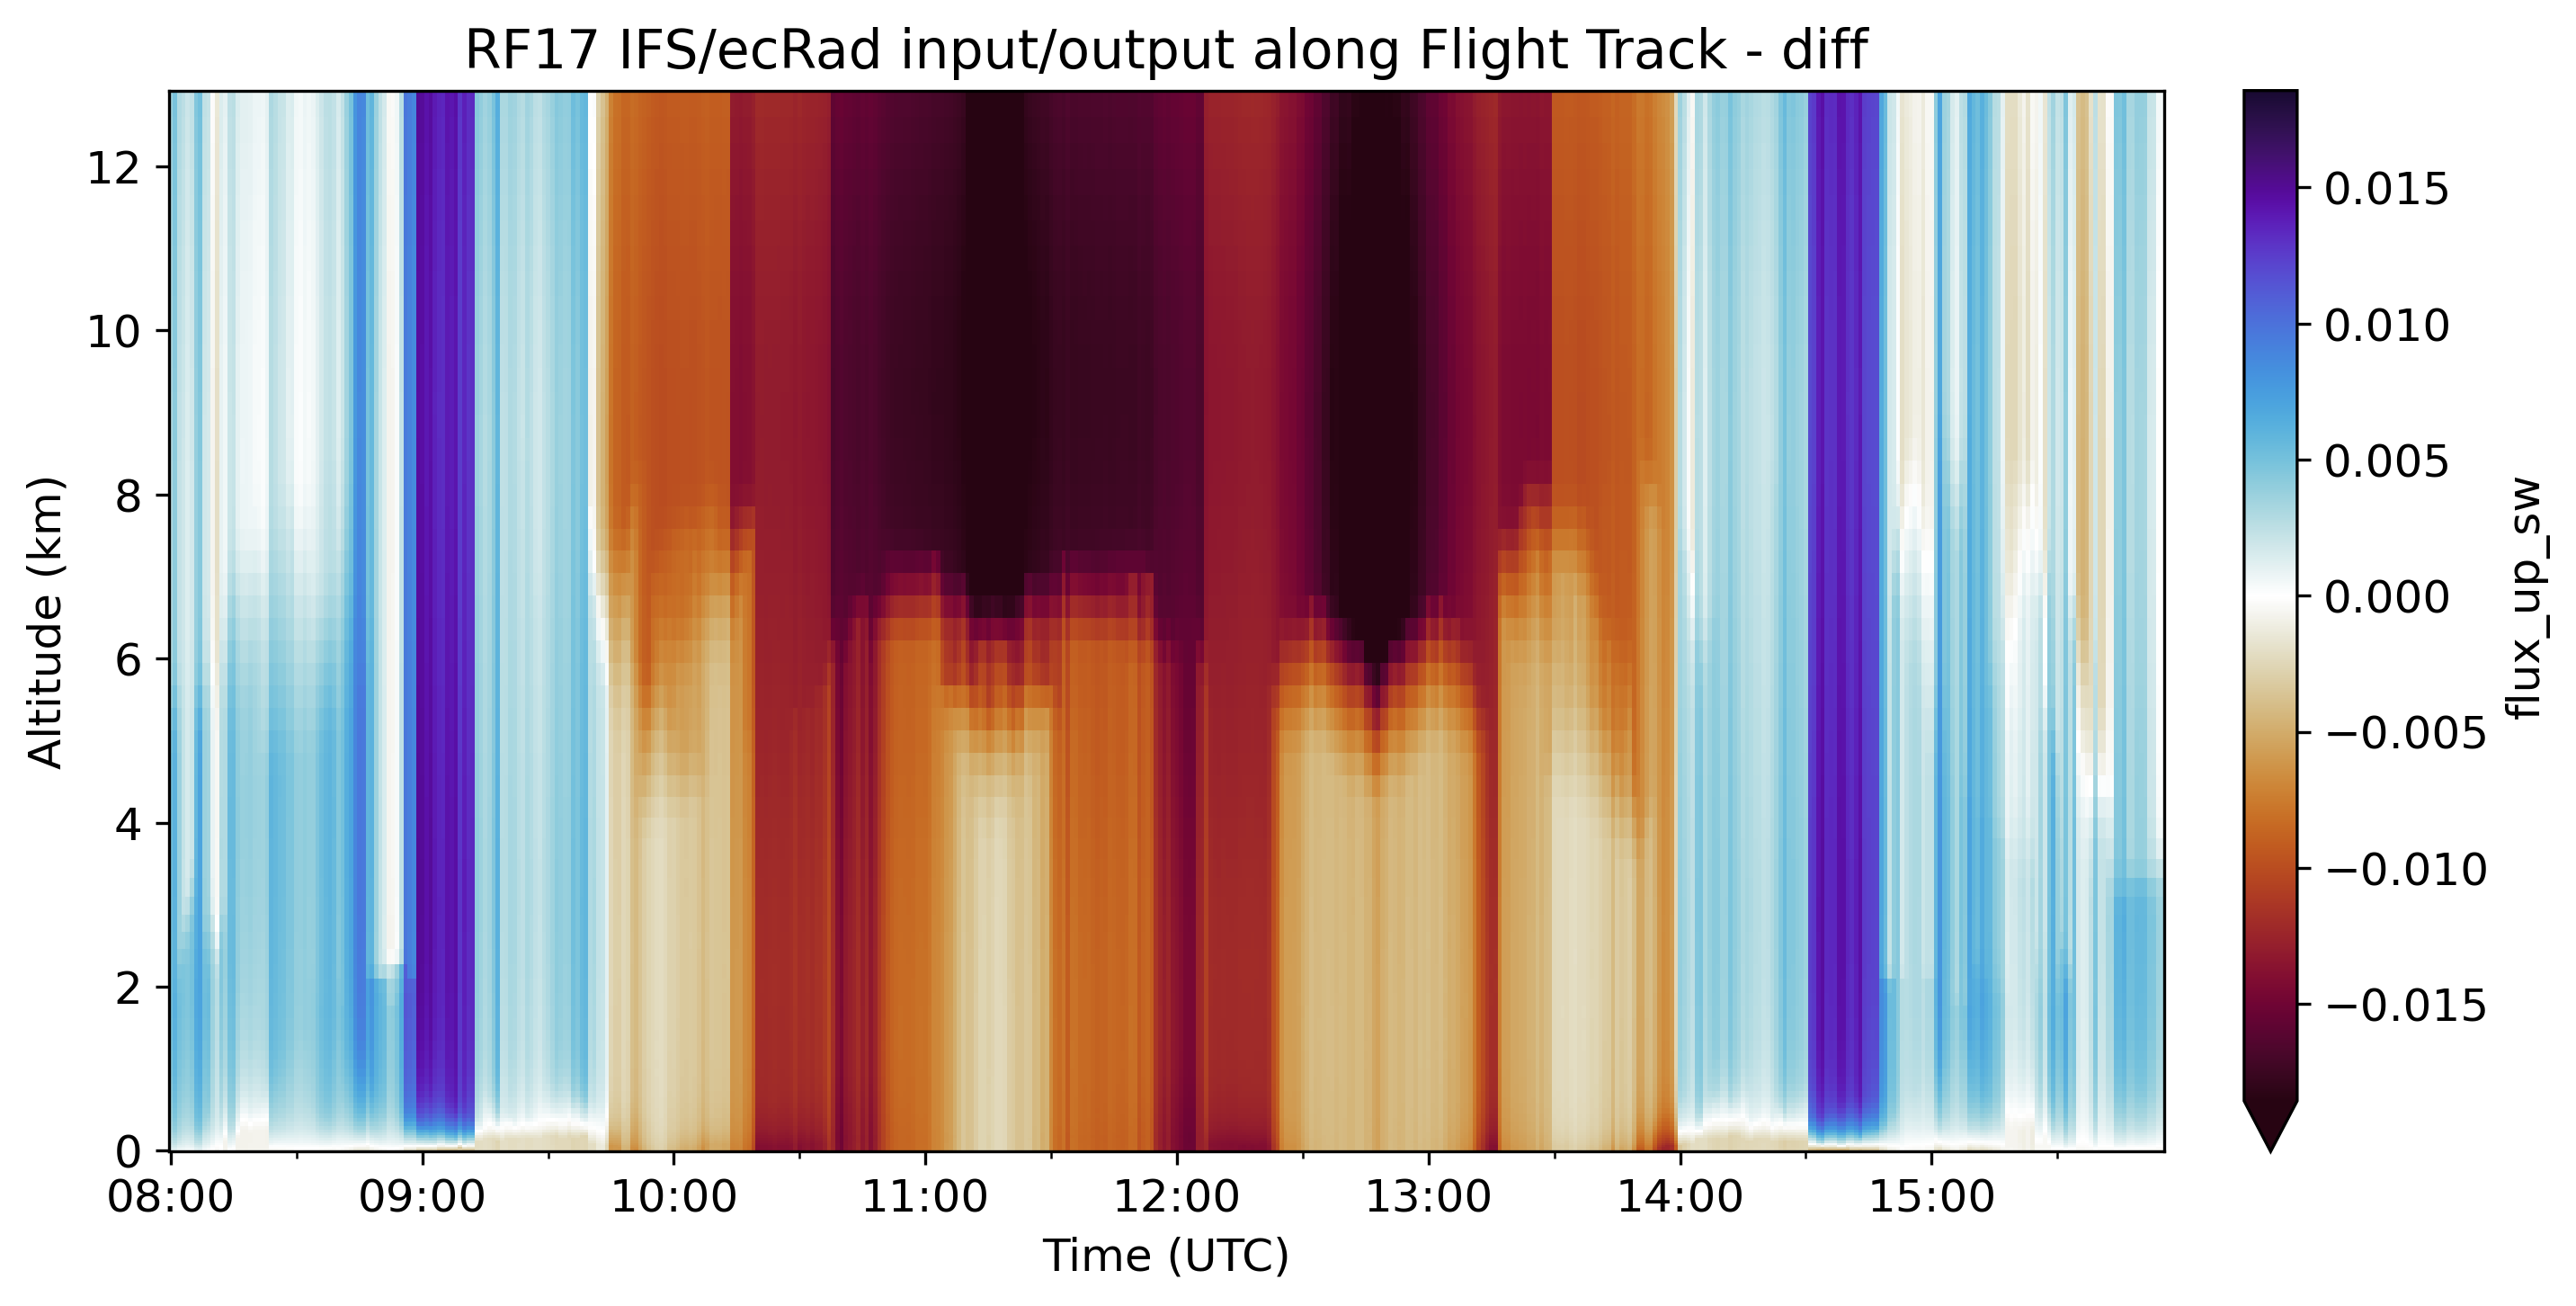 RF17 IFS/ecRad input/output along Flight Track - diff
Altitude (km)
12
10
8
6
4
2
0
08:00 09:00 10:00 11:00 12:00 13:00 14:00 15:00
Time (UTC)
0.015
0.010
0.005
0.000
−0.005
−0.010
−0.015
flux_up_sw